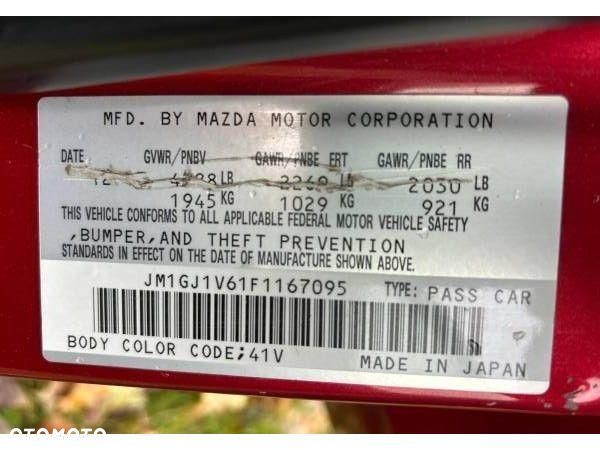 MFD. BY MAZDA MOTOR CORPORATION
DATE GVWR/PNBV GAWR/PNBE FRT GAWR/PNBE RR
LB LB 2030 LB
1945 KG 1029 KG 921 KG
THIS VEHICLE CONFORMS TO ALL APPLICABLE FEDERAL MOTOR VEHICLE SAFETY
,BUMPER,AND THEFT PREVENTION
STANDARDS IN EFFECT ON THE DATE OF MANUFACTURE SHOWN ABOVE.
JM1GJ1V61F1167095 TYPE: PASS CAR
BODY COLOR CODE;41V MADE IN JAPAN
OTOMOTO